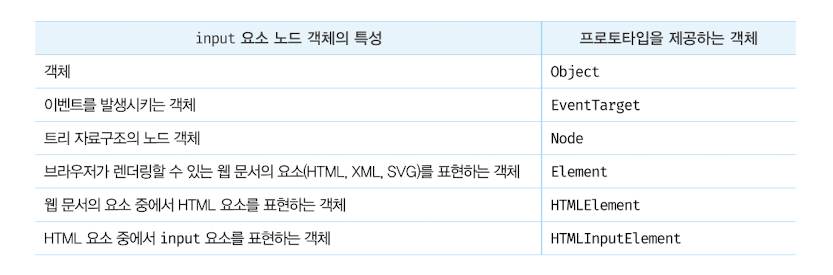 input 요소 노드 객체의 특성 프로토타입을 제공하는 객체
객체 Object
이벤트를 발생시키는 객체 EventTarget
트리 자료구조의 노드 객체 Node
브라우저가 렌더링할 수 있는 웹 문서의 요소(HTML, XML, SVG)를 표현하는 객체 Element
웹 문서의 요소 중에서 HTML 요소를 표현하는 객체 HTMLElement
HTML 요소 중에서 input 요소를 표현하는 객체 HTMLInputElement